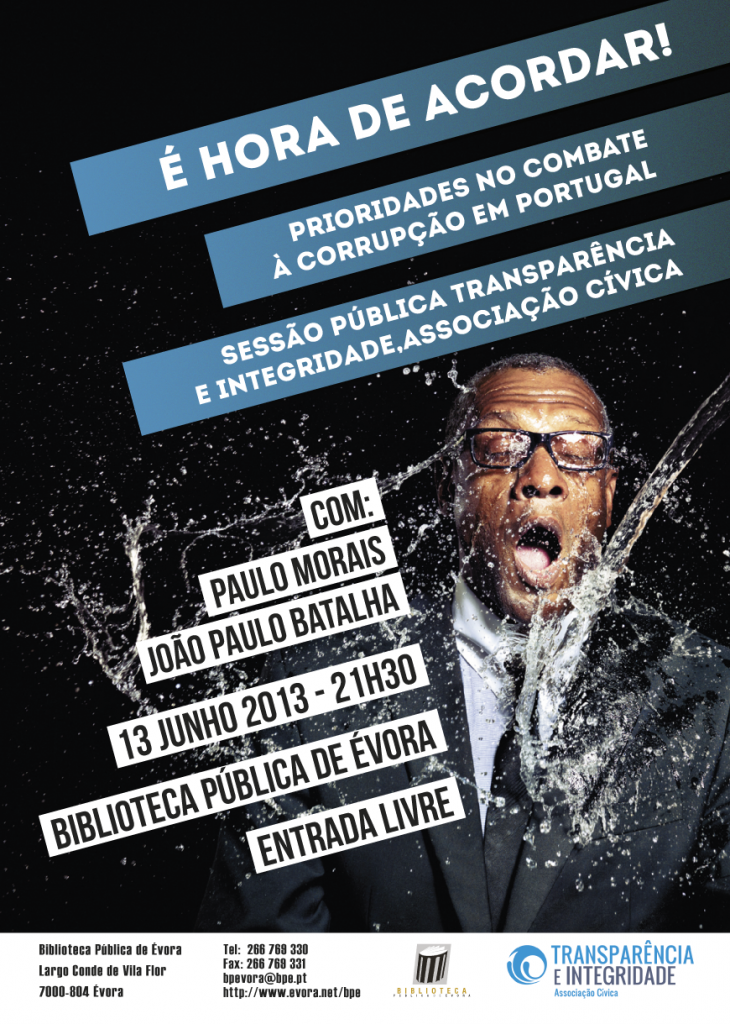 É HORA DE ACORDAR!
PRIORIDADES NO COMBATE
À CORRUPÇÃO EM PORTUGAL
SESSÃO PÚBLICA TRANSPARÊNCIA
E INTEGRIDADE,ASSOCIAÇÃO CÍVICA
COM:
PAULO MORAIS
JOÃO PAULO BATALHA
13 JUNHO 2013 - 21H30
BIBLIOTECA PÚBLICA DE ÉVORA
ENTRADA LIVRE
Biblioteca Pública de Évora
Largo Conde de Vila Flor
7000-804 Évora
Tel: 266 769 330
Fax: 266 769 331
bpevora@bpe.pt
http://www.evora.net/bpe
BIBLIOTECA
TRANSPARÊNCIA
E INTEGRIDADE
Associação Cívica